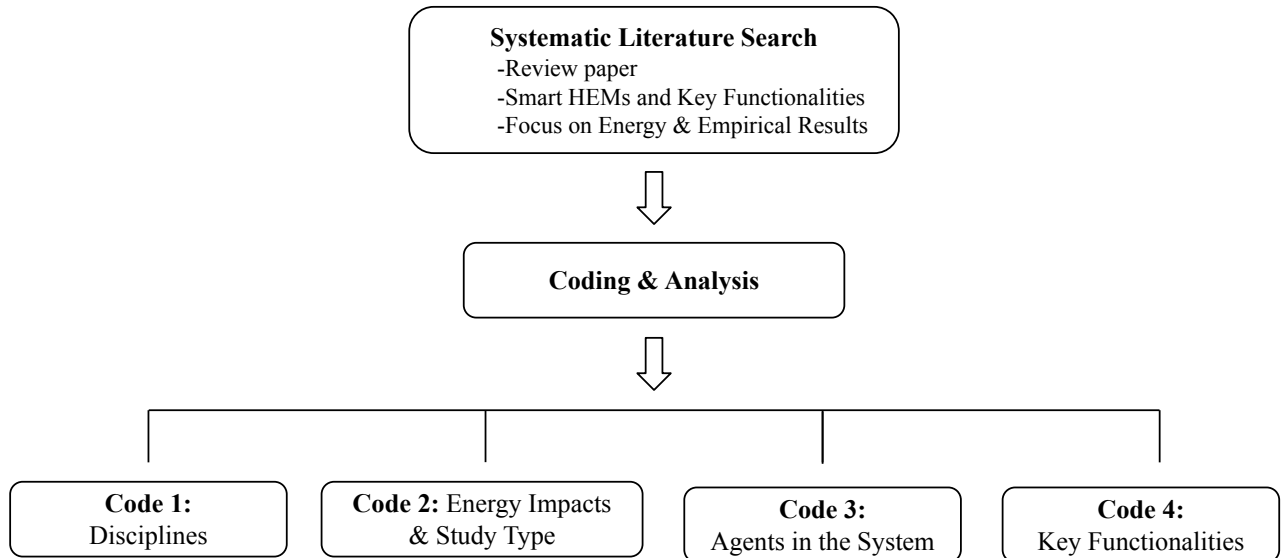 Systematic Literature Search
-Review paper
-Smart HEMs and Key Functionalities
-Focus on Energy & Empirical Results
Coding & Analysis
Code 1:
Disciplines
Code 2: Energy Impacts
& Study Type
Code 3:
Agents in the System
Code 4:
Key Functionalities